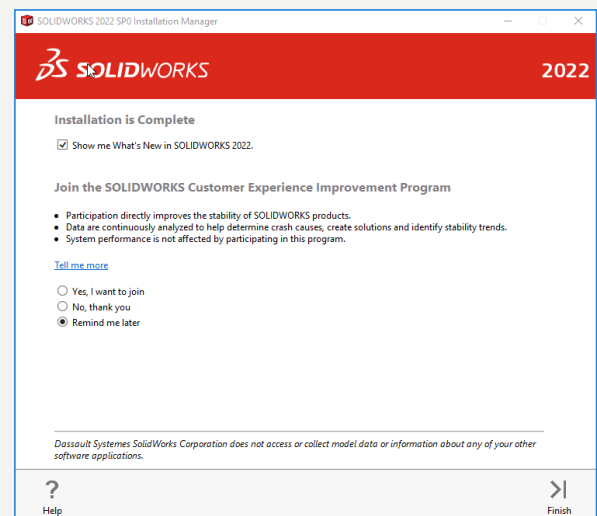 SOLIDWORKS 2022 SP0 Installation Manager
SOLIDWORKS
2022
Installation is Complete
Show me What's New in SOLIDWORKS 2022.
Join the SOLIDWORKS Customer Experience Improvement Program
• Participation directly improves the stability of SOLIDWORKS products.
• Data are continuously analyzed to help determine crash causes, create solutions and identify stability trends.
• System performance is not affected by participating in this program.
Tell me more
Yes, I want to join
No, thank you
Remind me later
Dassault Systemes SolidWorks Corporation does not access or collect model data or information about any of your other
software applications.
?
Help
Finish